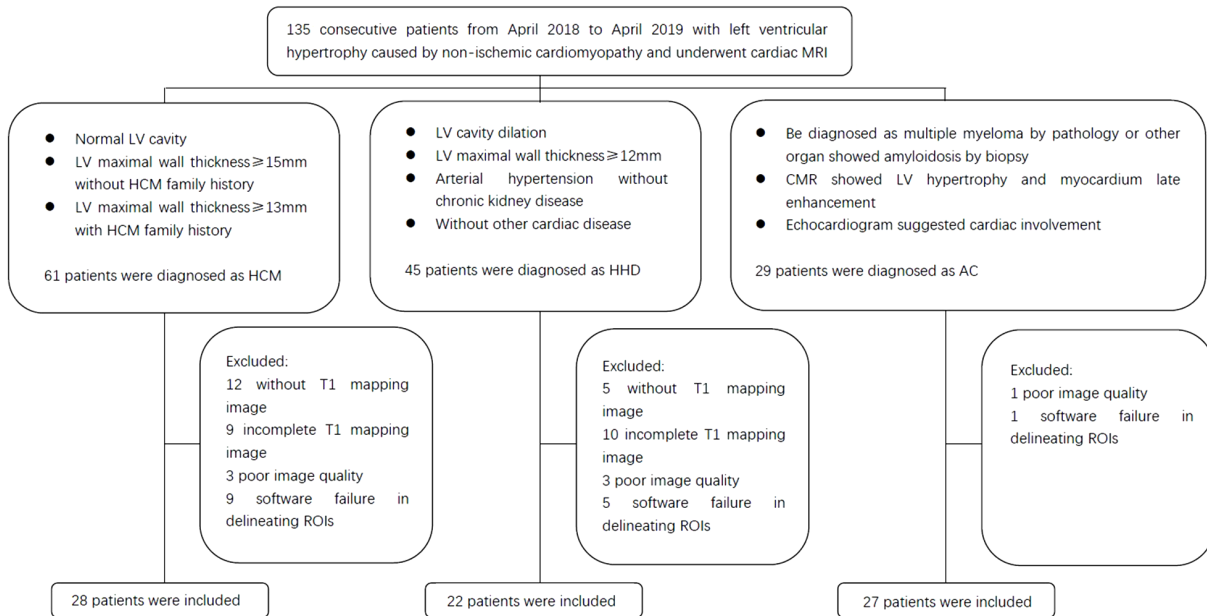 135 consecutive patients from April 2018 to April 2019 with left ventricular
hypertrophy caused by non-ischemic cardiomyopathy and underwent cardiac MRI
● Normal LV cavity
● LV maximal wall thickness≥15mm
without HCM family history
● LV maximal wall thickness≥13mm
with HCM family history
61 patients were diagnosed as HCM
● LV cavity dilation
● LV maximal wall thickness≥12mm
● Arterial hypertension without
chronic kidney disease
● Without other cardiac disease
45 patients were diagnosed as HHD
● Be diagnosed as multiple myeloma by pathology or other
organ showed amyloidosis by biopsy
● CMR showed LV hypertrophy and myocardium late
enhancement
● Echocardiogram suggested cardiac involvement
29 patients were diagnosed as AC
Excluded:
12 without T1 mapping
image
9 incomplete T1 mapping
image
3 poor image quality
9 software failure in
delineating ROIs
Excluded:
5 without T1 mapping
image
10 incomplete T1 mapping
image
3 poor image quality
5 software failure in
delineating ROIs
Excluded:
1 poor image quality
1 software failure in
delineating ROIs
28 patients were included
22 patients were included
27 patients were included